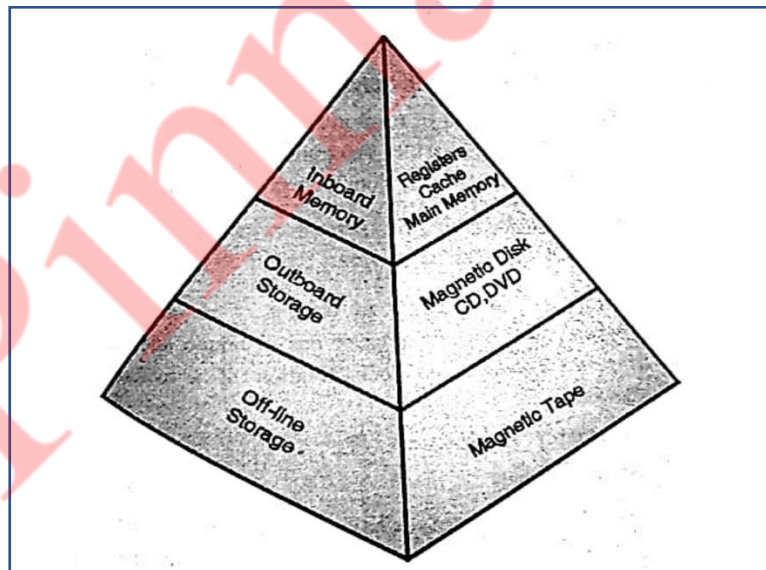 Inboard
Memory
Registers
Cache
Main Memory
Outboard
Storage
Magnetic Disk
CD,DVD
Off-line
Storage
Magnetic Tape